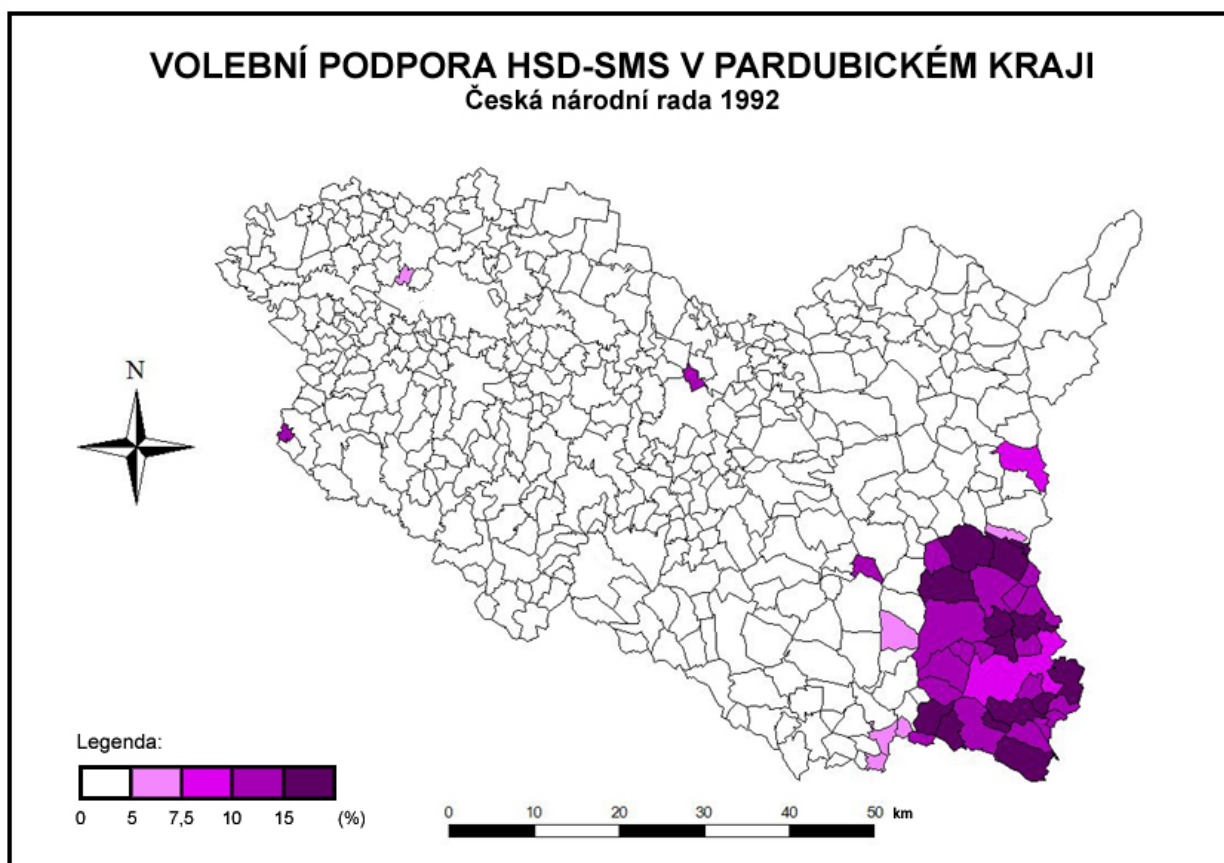 VOLEBNÍ PODPORA HSD-SMS V PARDUBICKÉM KRAJI
Česká národní rada 1992
N
Legenda:
0 5 7,5 10 15 (%)
0 10 20 30 40 50 km